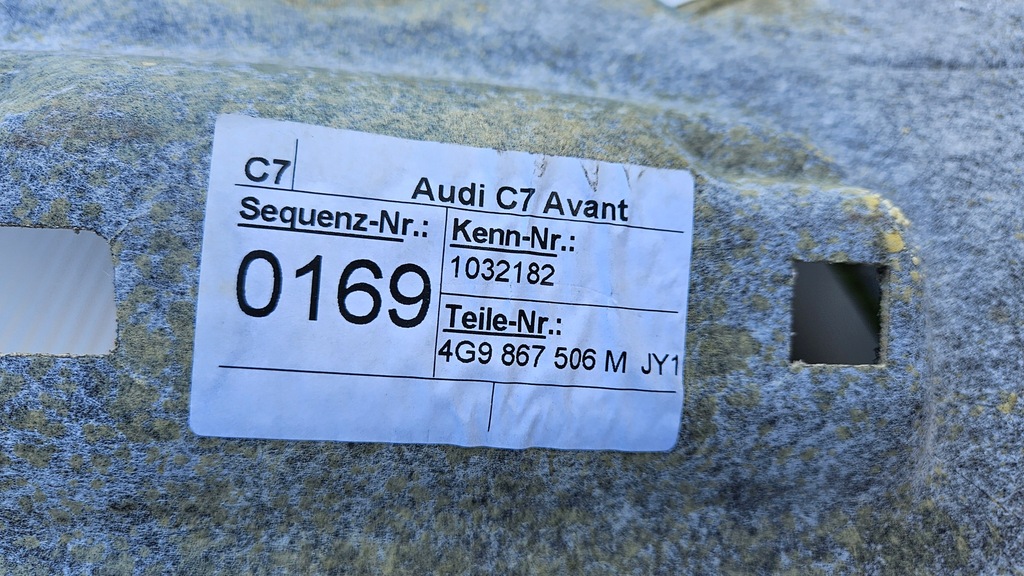 C7
Audi C7 Avant
Sequenz-Nr.:
0169
Kenn-Nr.:
1032182
Teile-Nr.:
4G9 867 506 M JY1